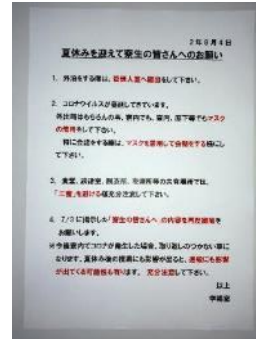 2年8月4日
夏休みを迎えて寮生の皆さんへのお願い
1. 外泊をする際は、管理人室へ届出をして下さい。
2. コロナウイルスが蔓延してきています。
外出時はもちろんの事、寮内でも、室内、廊下等でもマスク
の着用をして下さい。
特に会話をする際は、マスクを着用して会話をする様にし
て下さい。
3. 食堂、談話室、洗面所、等の共有場所では、
「三密」を避ける様充分注意して下さい。
4. 7/3に掲示した「寮生の皆さんへ」の内容を再度確認を
お願いします。
※今後寮内でコロナが発生した場合、取り返しのつかない事に
なります。夏休み後の授業にも影響が出ると、進級にも影響
が出てくる可能性も有ります。充分注意して下さい。
以上
学務部